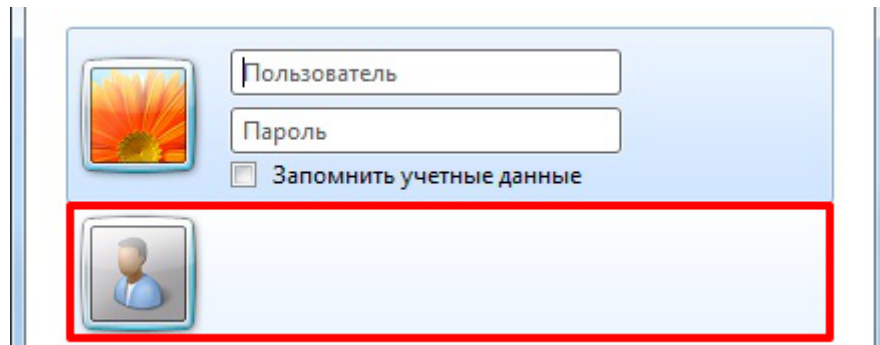 Пользователь
Пароль
Запомнить учетные данные